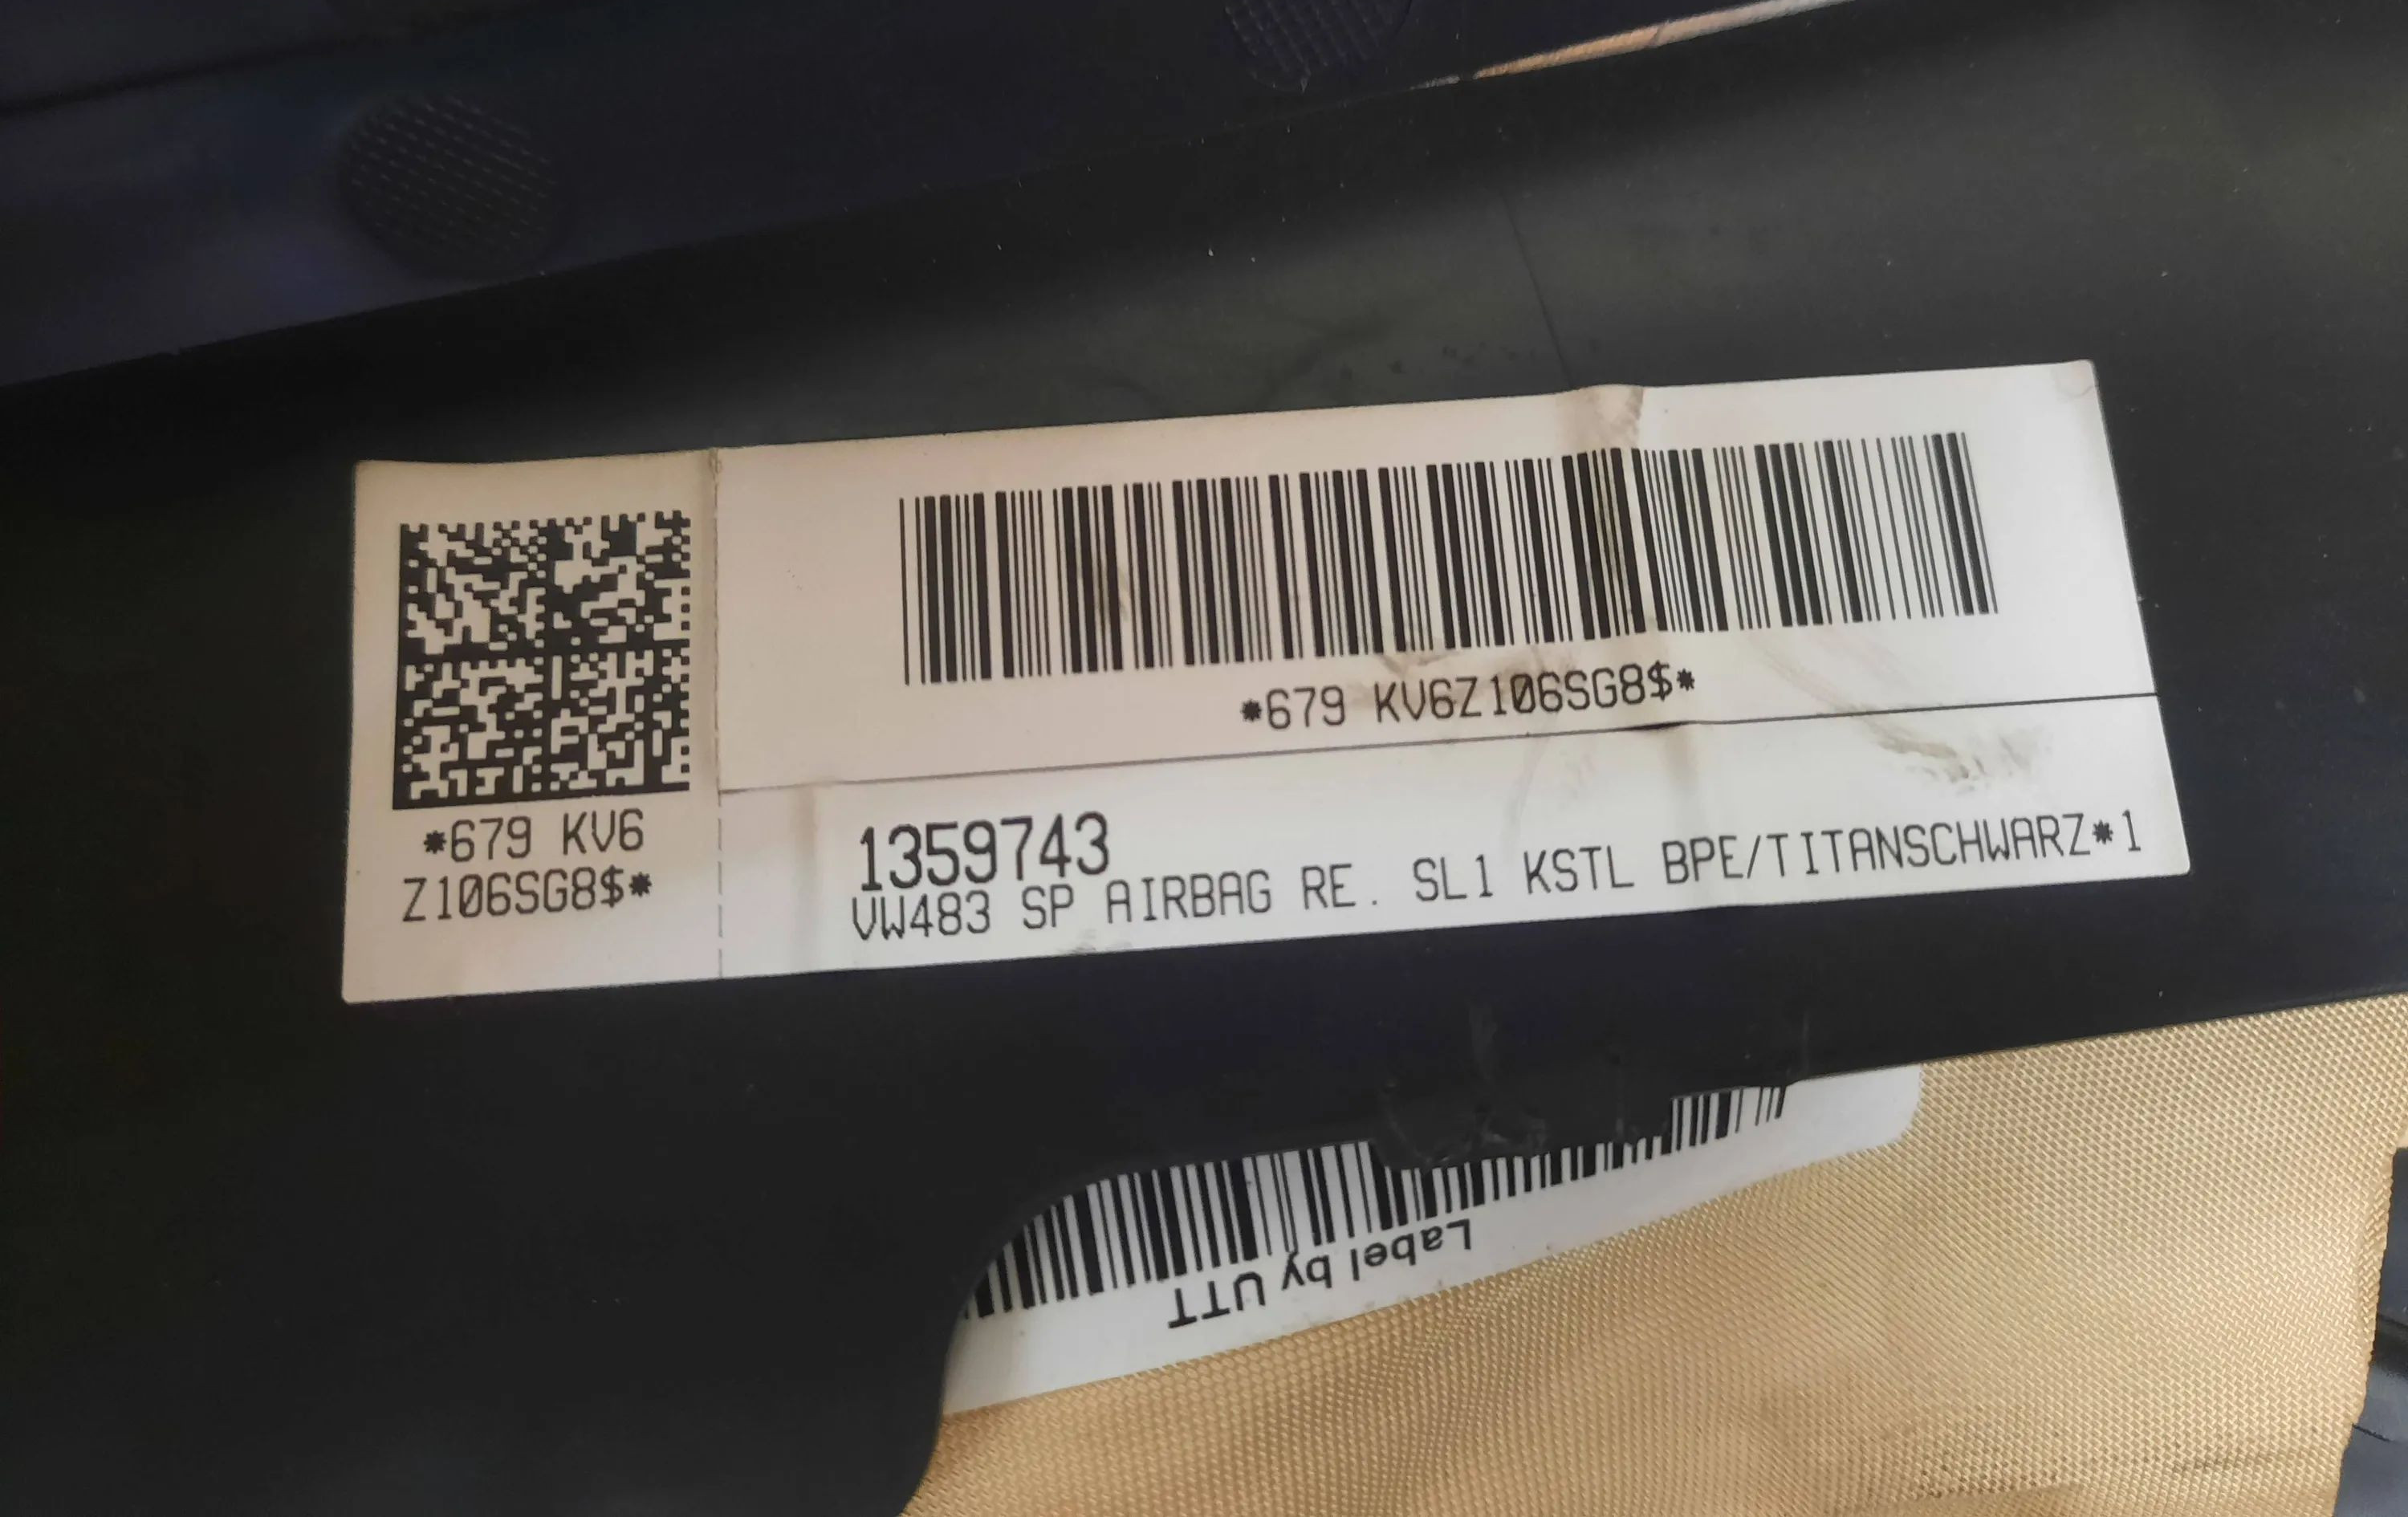 *679 KV6Z106SG8$*
*679 KV6
Z106SG8$*
1359743
VW483 SP AIRBAG RE. SL1 KSTL BPE/TITANSCHWARZ*1
Label by UTT